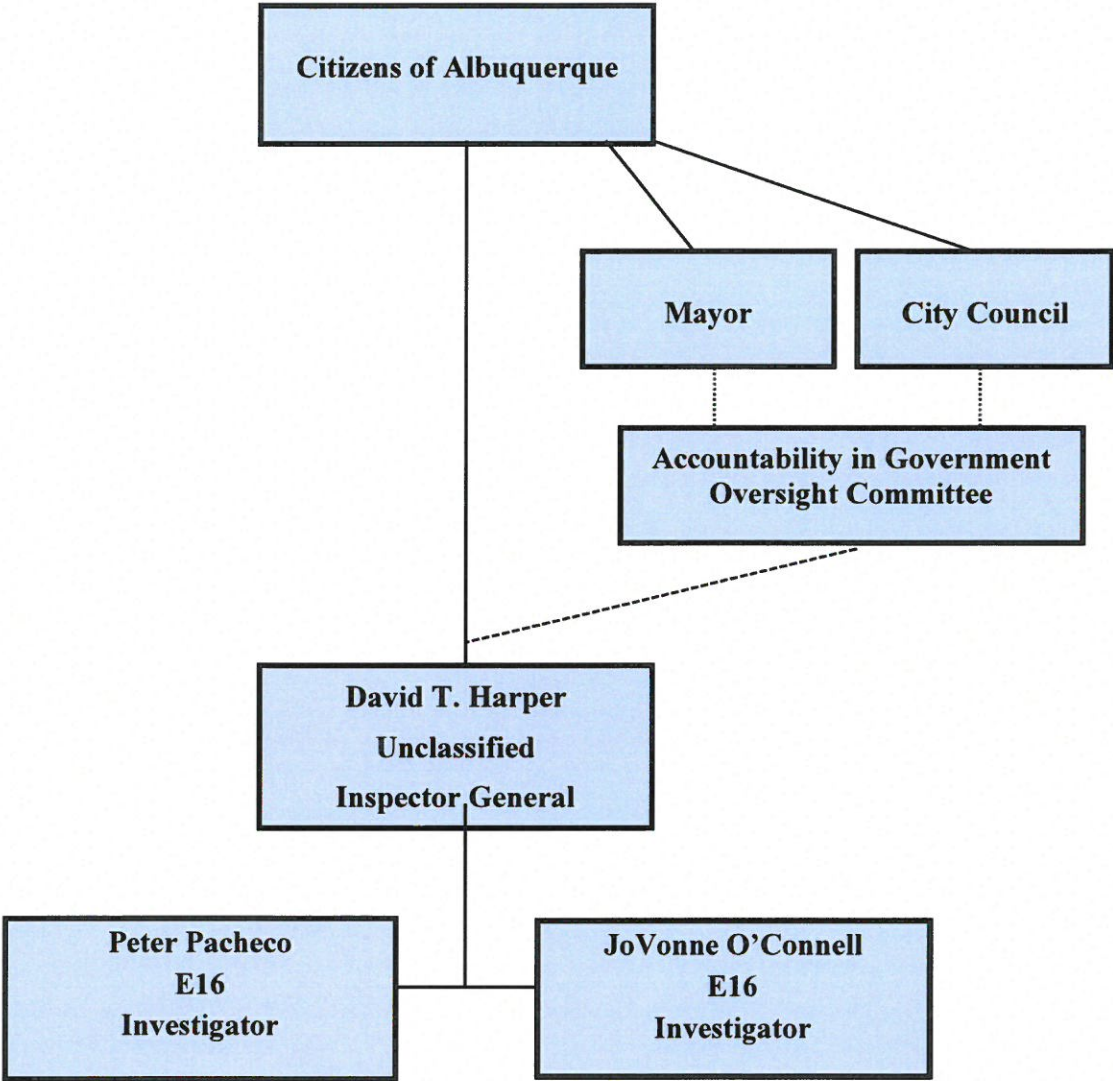 Citizens of Albuquerque
Mayor
City Council
Accountability in Government
Oversight Committee
David T. Harper
Unclassified
Inspector General
Peter Pacheco
E16
Investigator
JoVonne O’Connell
E16
Investigator